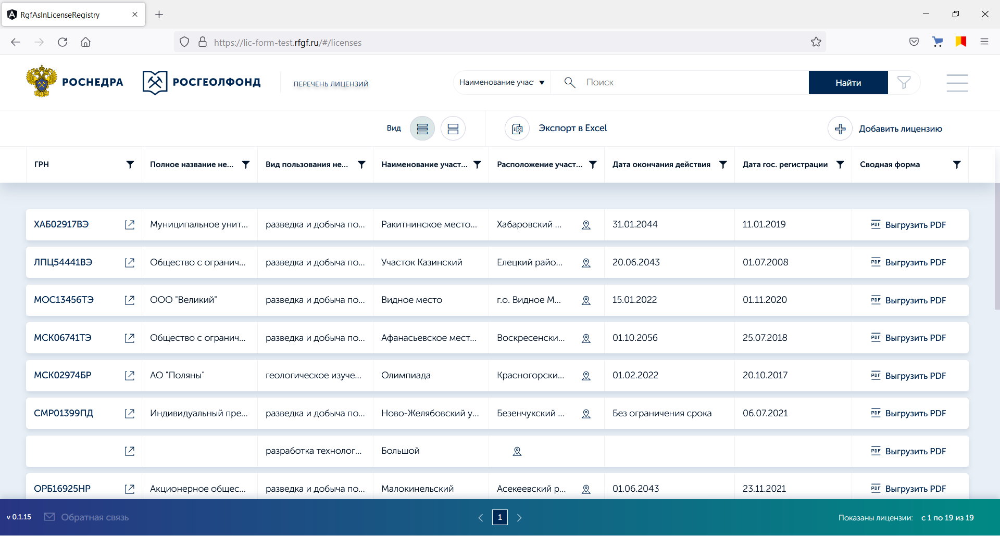 RgfAsInLicenseRegistry
https://lic-form-test.rfgf.ru/#/licenses
РОСНЕДРА
РОСГЕОЛФОНД
ПЕРЕЧЕНЬ ЛИЦЕНЗИЙ
Наименование учас
Поиск
Найти
Вид
Экспорт в Excel
Добавить лицензию
ГРН Полное название не... Вид пользования не... Наименование участ... Расположение участ... Дата окончания действия Дата гос. регистрации Сводная форма
ХАБ02917ВЭ Муниципальное унит... разведка и добыча по... Ракитнинское место... Хабаровский ... 31.01.2044 11.01.2019 PDF Выгрузить PDF
ЛПЦ54441ВЭ Общество с огранич... разведка и добыча по... Участок Казинский Елецкий райо... 20.06.2043 01.07.2008 PDF Выгрузить PDF
МОС13456ТЭ ООО "Великий" разведка и добыча по... Видное место г.о. Видное М... 15.01.2022 01.11.2020 PDF Выгрузить PDF
МСК06741ТЭ Общество с огранич... разведка и добыча по... Афанасьевское мест... Воскресенски... 01.10.2056 25.07.2018 PDF Выгрузить PDF
МСК02974БР АО "Поляны" геологическое изуче... Олимпиада Красногорски... 01.02.2022 20.10.2017 PDF Выгрузить PDF
СМР01399ПД Индивидуальный пре... разведка и добыча по... Ново-Желябовский у... Безенчукский ... Без ограничения срока 06.07.2021 PDF Выгрузить PDF
разработка технолог... Большой PDF Выгрузить PDF
ОРБ16925НР Акционерное общес... разведка и добыча по... Малокинельский Асекеевский р... 01.06.2043 23.11.2021 PDF Выгрузить PDF
v 0.1.15 Обратная связь 1 Показаны лицензии: с 1 по 19 из 19